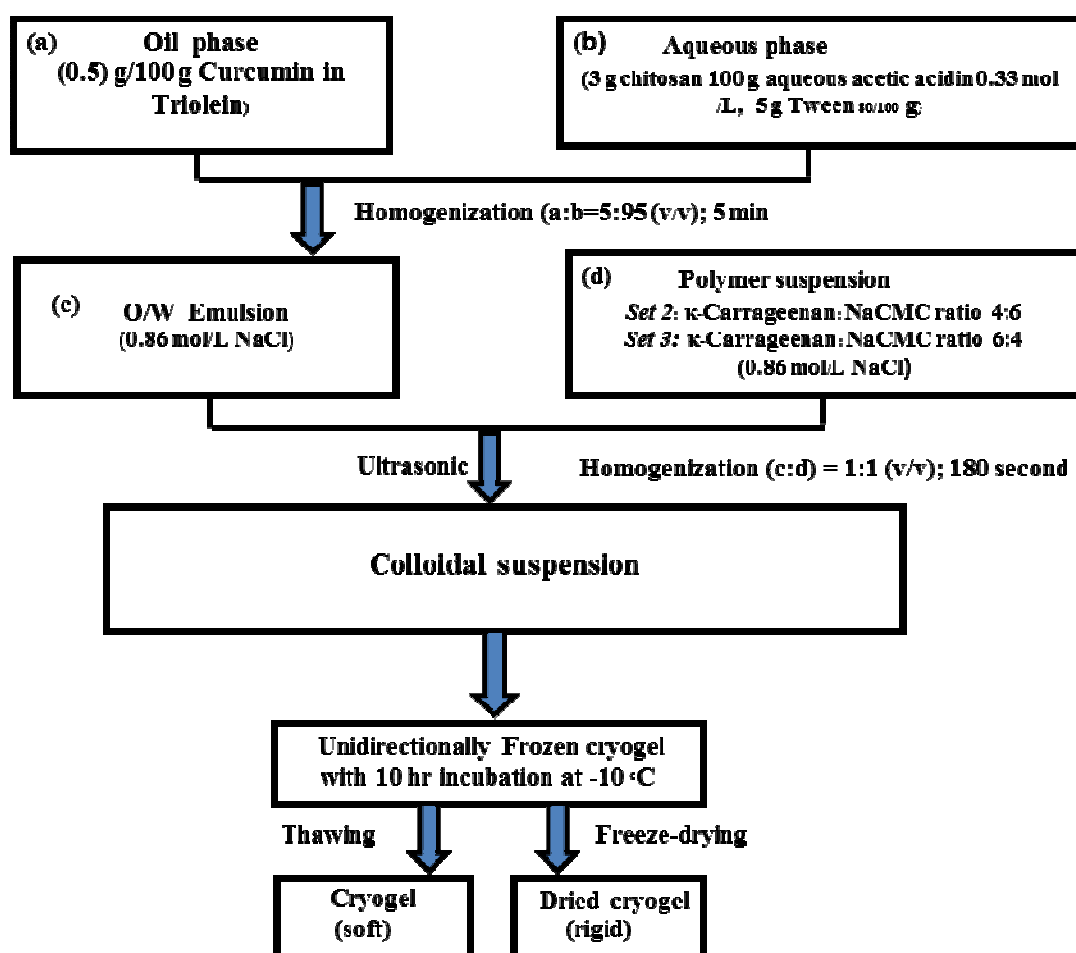 (a) Oil phase
(0.5) g/100 g Curcumin in
Triolein)
(b) Aqueous phase
(3 g chitosan 100 g aqueous acetic acidin 0.33 mol
/L, 5 g Tween 80/100 g)
Homogenization (a:b=5:95 (v/v); 5 min
(c) O/W Emulsion
(0.86 mol/L NaCl)
(d) Polymer suspension
Set 2: κ-Carrageenan:NaCMC ratio 4:6
Set 3: κ-Carrageenan:NaCMC ratio 6:4
(0.86 mol/L NaCl)
Ultrasonic Homogenization (c:d) = 1:1 (v/v); 180 second
Colloidal suspension
Unidirectionally Frozen cryogel
with 10 hr incubation at -10 °C
Thawing Freeze-drying
Cryogel
(soft)
Dried cryogel
(rigid)